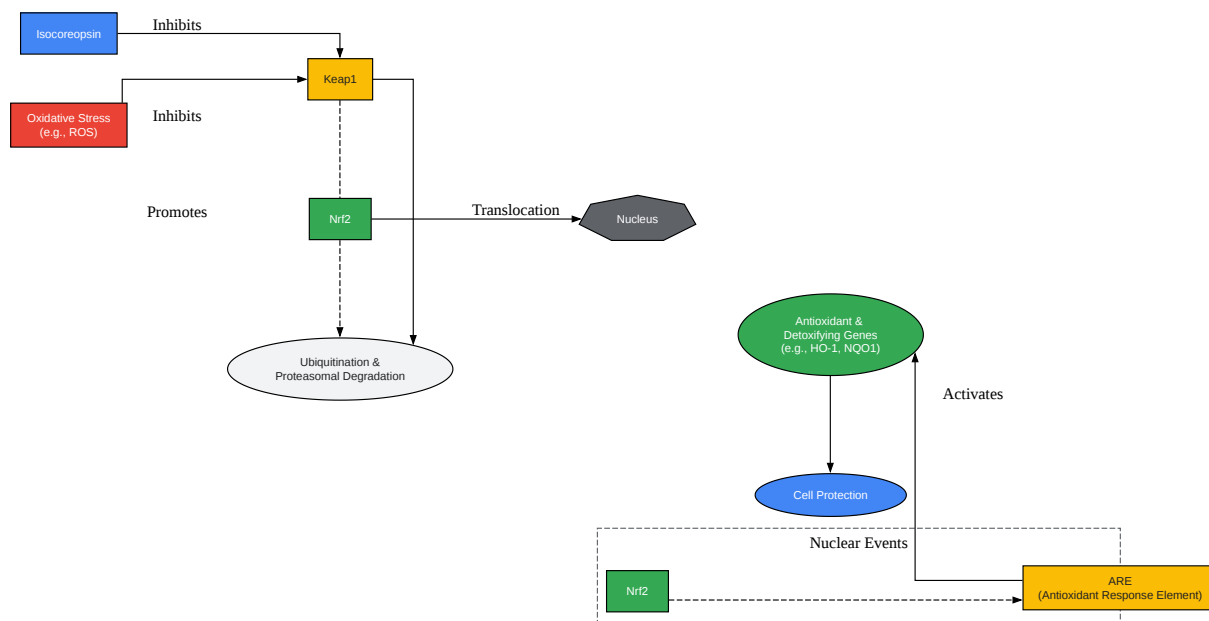 Isocoreopsin
Inhibits
Keap1
Oxidative Stress
(e.g., ROS)
Inhibits
Promotes
Nrf2
Translocation
Nucleus
Antioxidant &
Detoxifying Genes
(e.g., HO-1, NQO1)
Ubiquitination &
Proteasomal Degradation
Activates
Cell Protection
Nuclear Events
Nrf2
ARE
(Antioxidant Response Element)